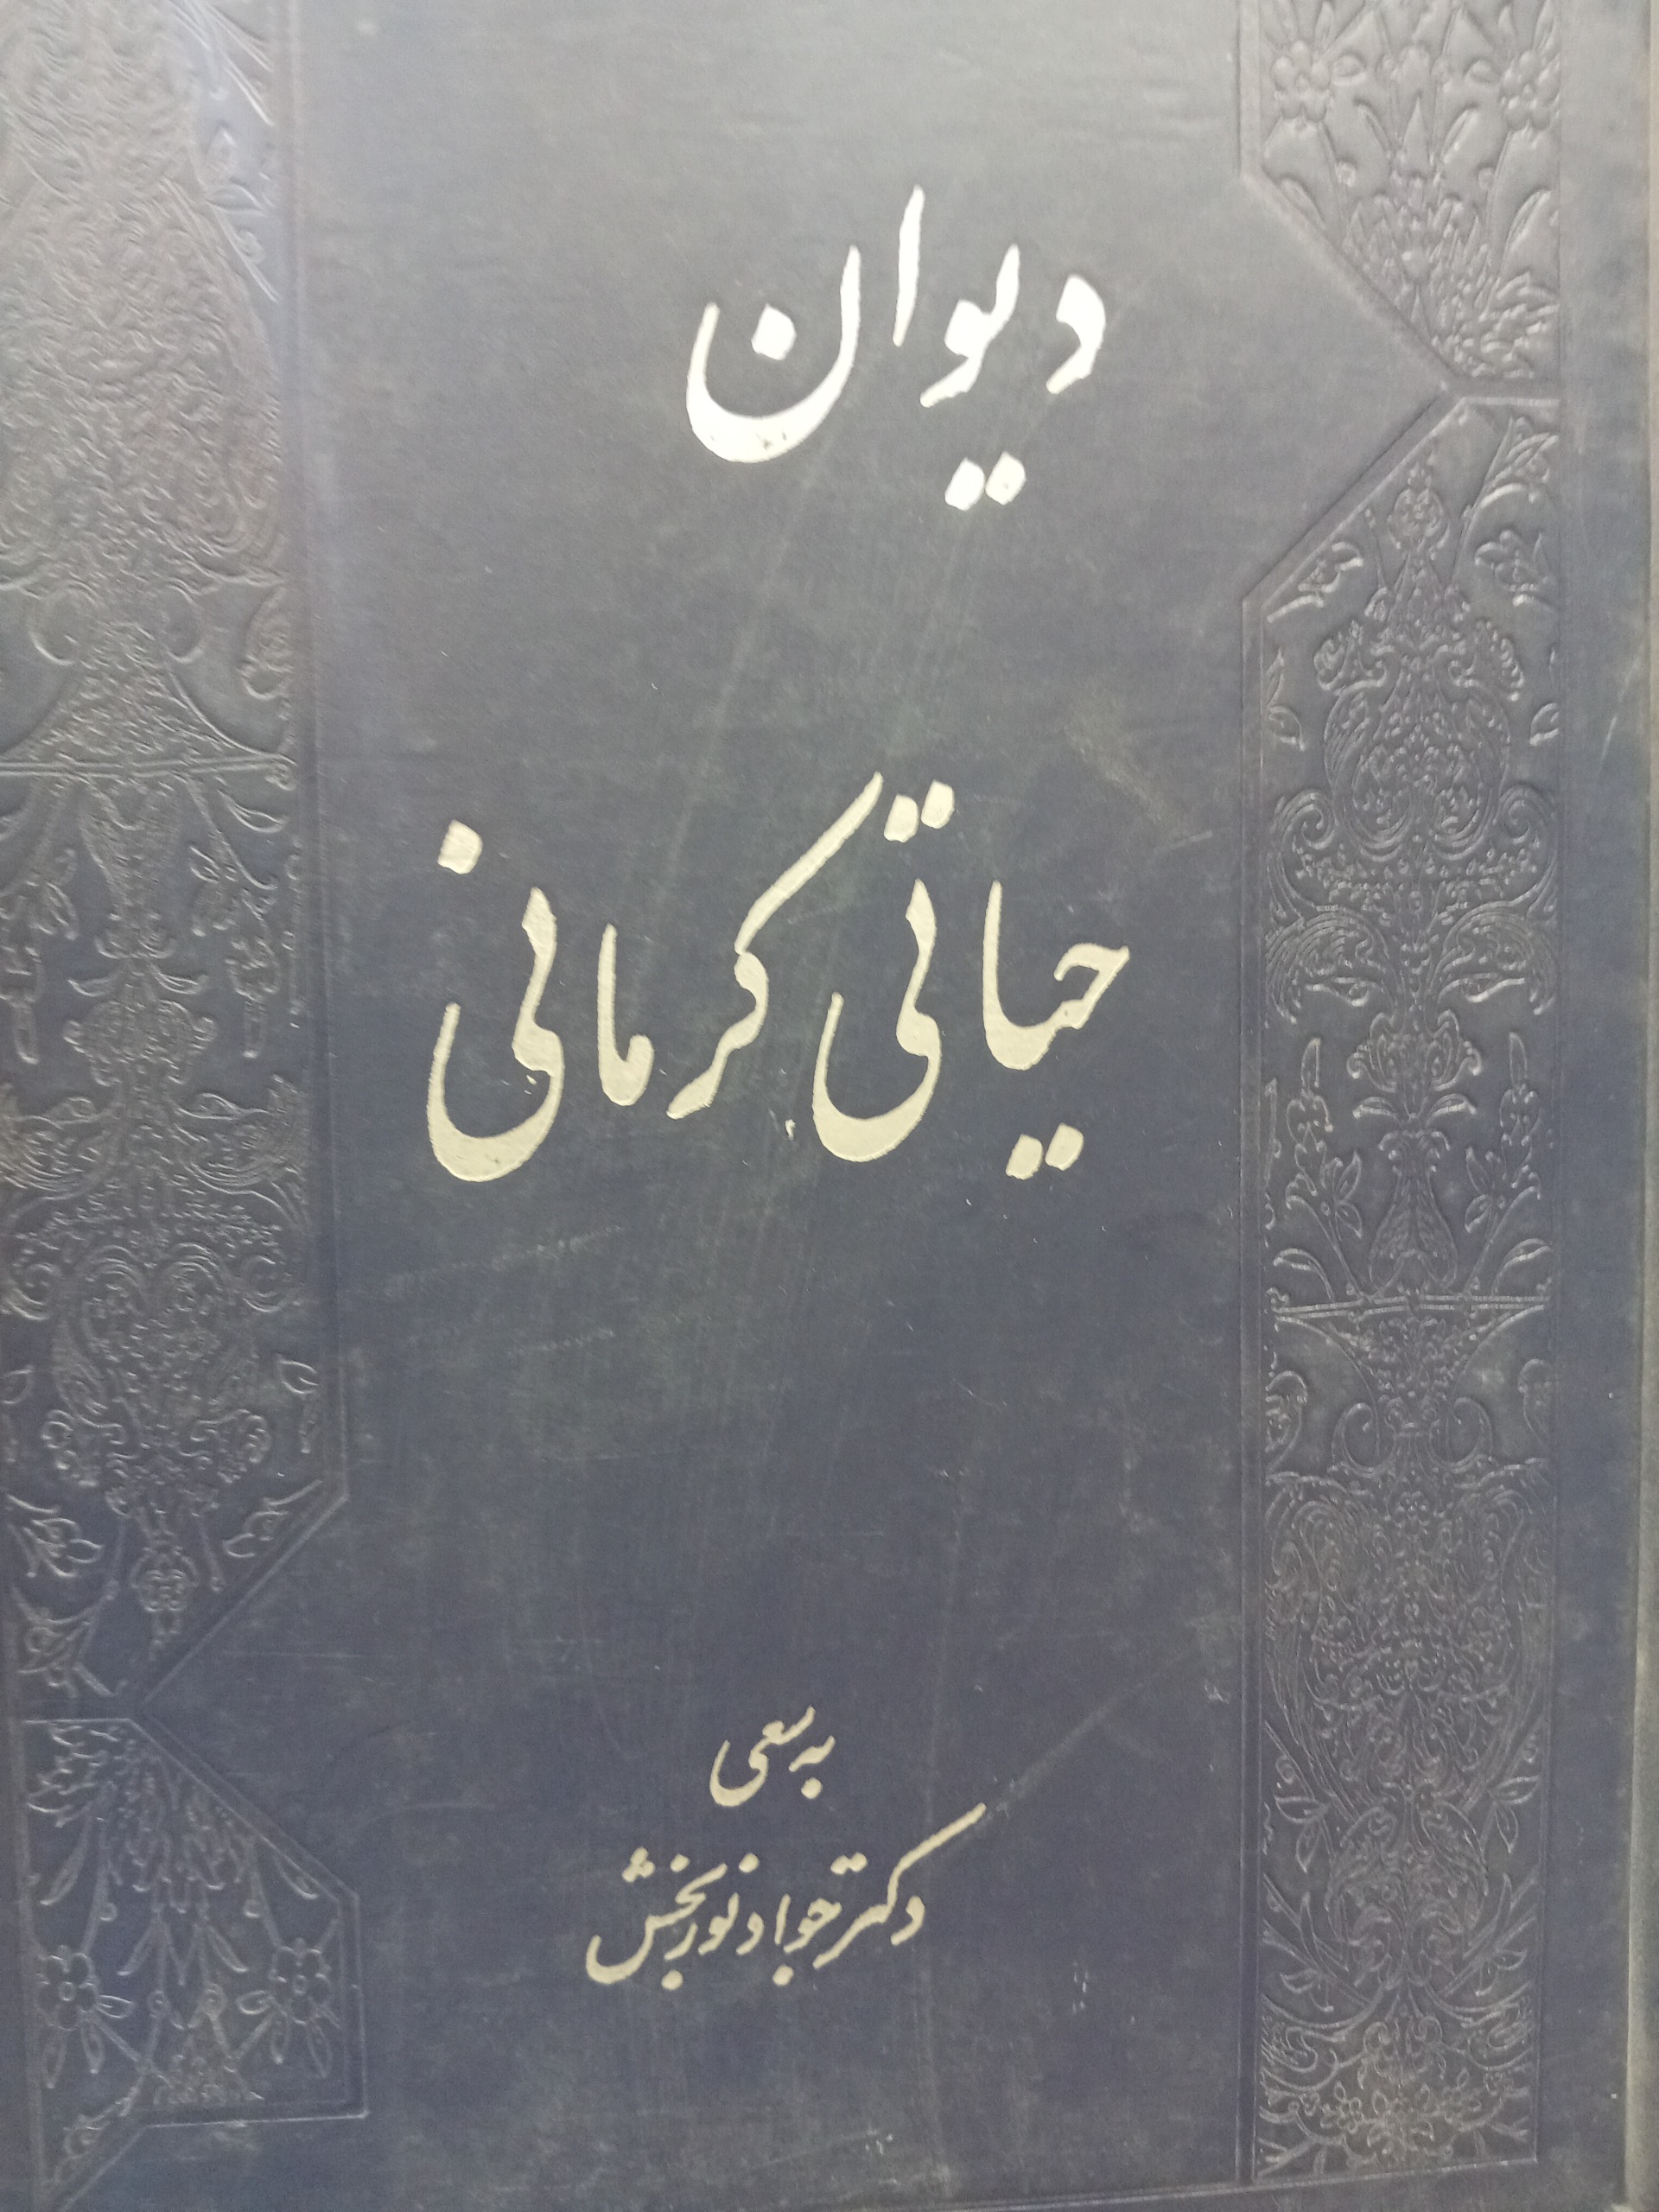 دیوان
حیاتی کرمانی
به سعی
دکتر جواد نوربخش